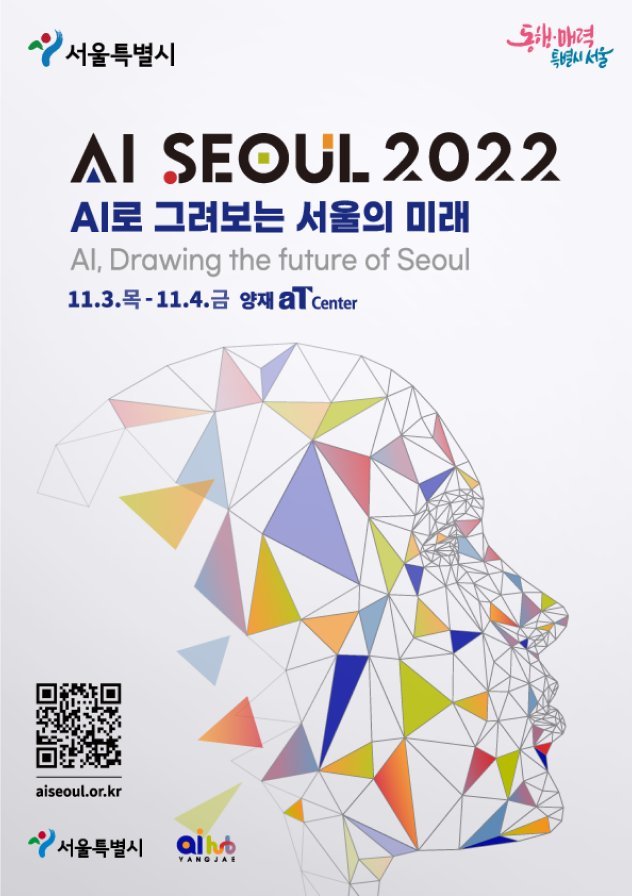 서울특별시
동행·매력
특별시 서울
AI SEOUL 2022
AI로 그려보는 서울의 미래
AI, Drawing the future of Seoul
11.3.목 - 11.4.금 양재 aT Center
aiseoul.or.kr
서울특별시
ai hub
YANGJAE